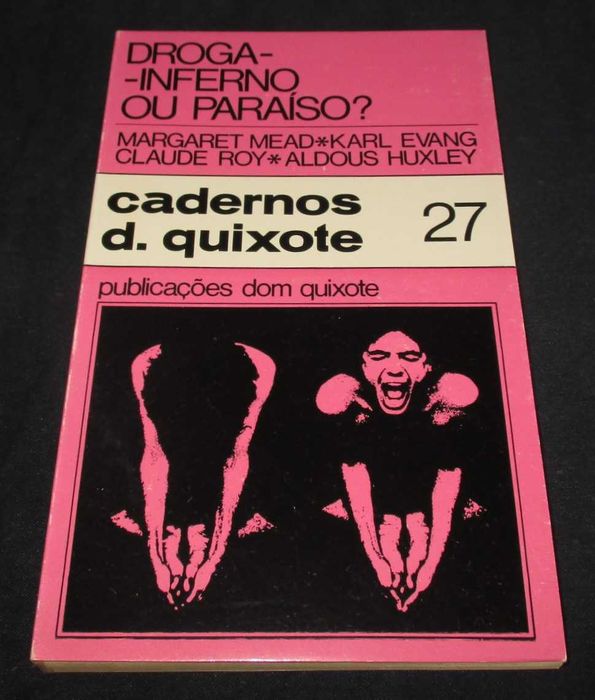 DROGA-
-INFERNO
OU PARAÍSO?
MARGARET MEAD*KARL EVANG
CLAUDE ROY*ALDOUS HUXLEY
cadernos
d. quixote
27
publicações dom quixote